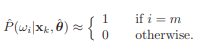 P̂(ωᵢ|xₖ, θ̂) ≈ { 1 if i = m
0 otherwise.